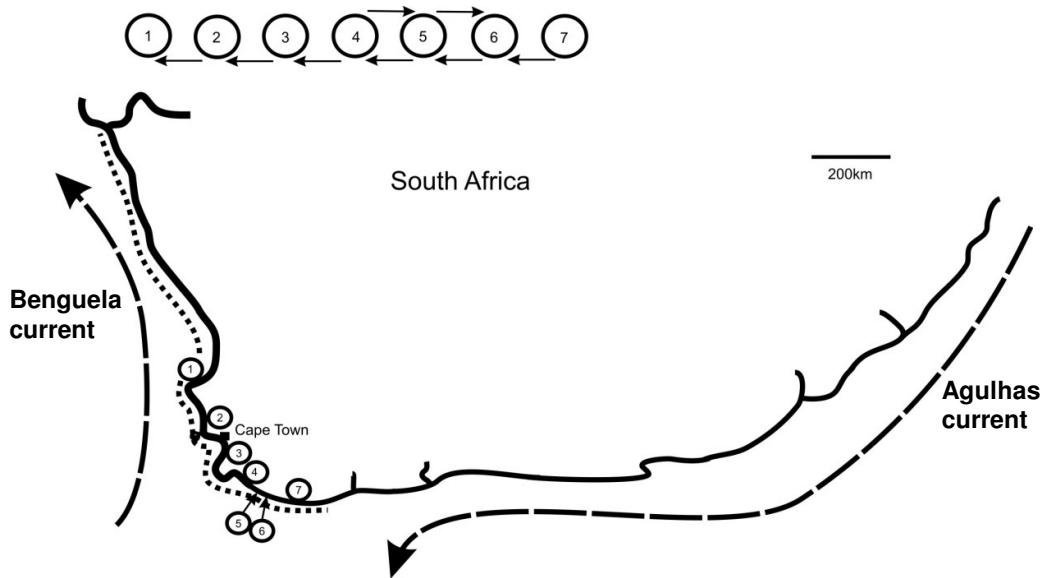 1 2 3 4 5 6 7
South Africa
200km
Benguela
current
Agulhas
current
1
2
Cape Town
3
4
7
5
6